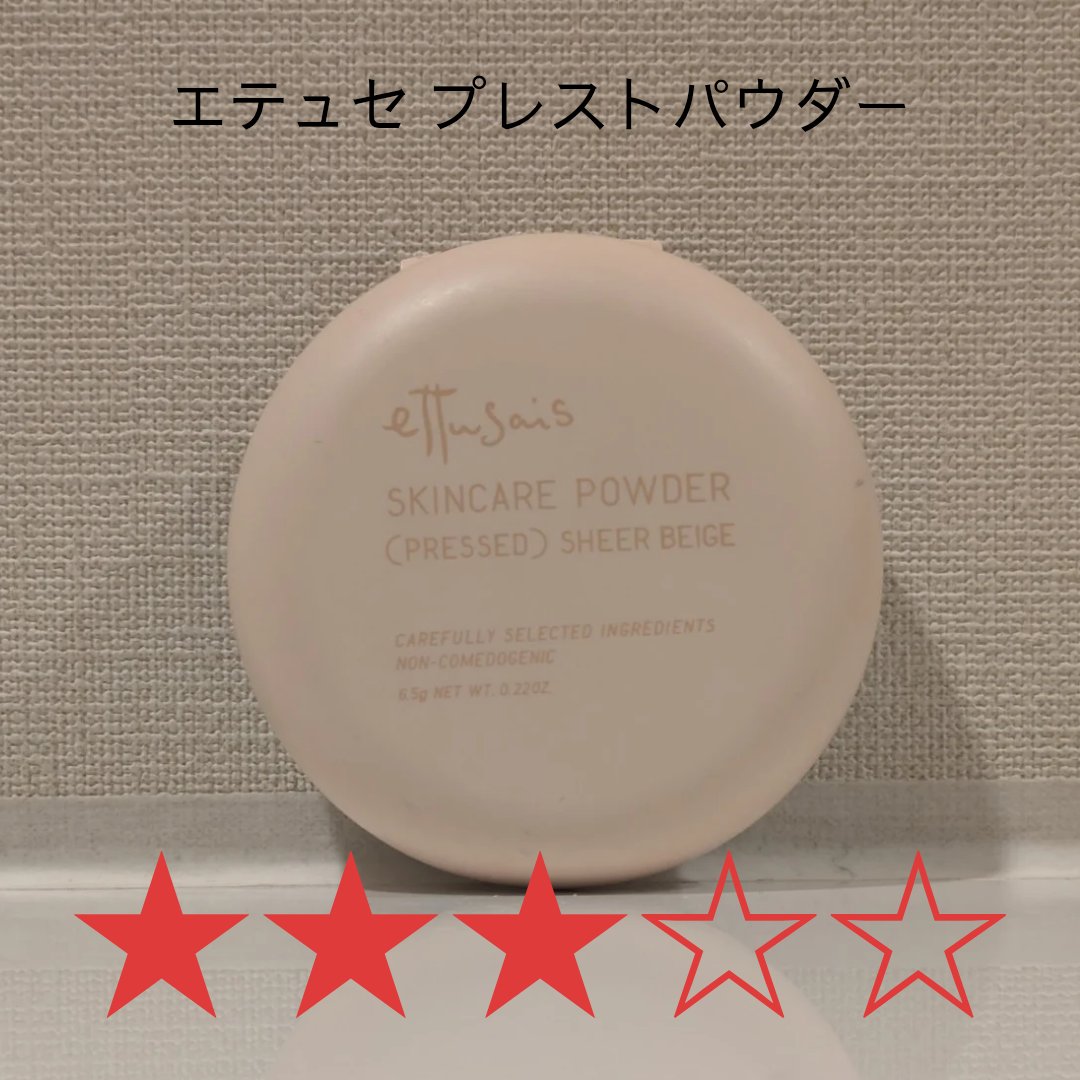 エテュセ プレストパウダー
ettusais
SKINCARE POWDER
(PRESSED) SHEER BEIGE
CAREFULLY SELECTED INGREDIENTS
NON-COMEDOGENIC
6.5g NET WT. 0.22OZ.
★★★☆☆